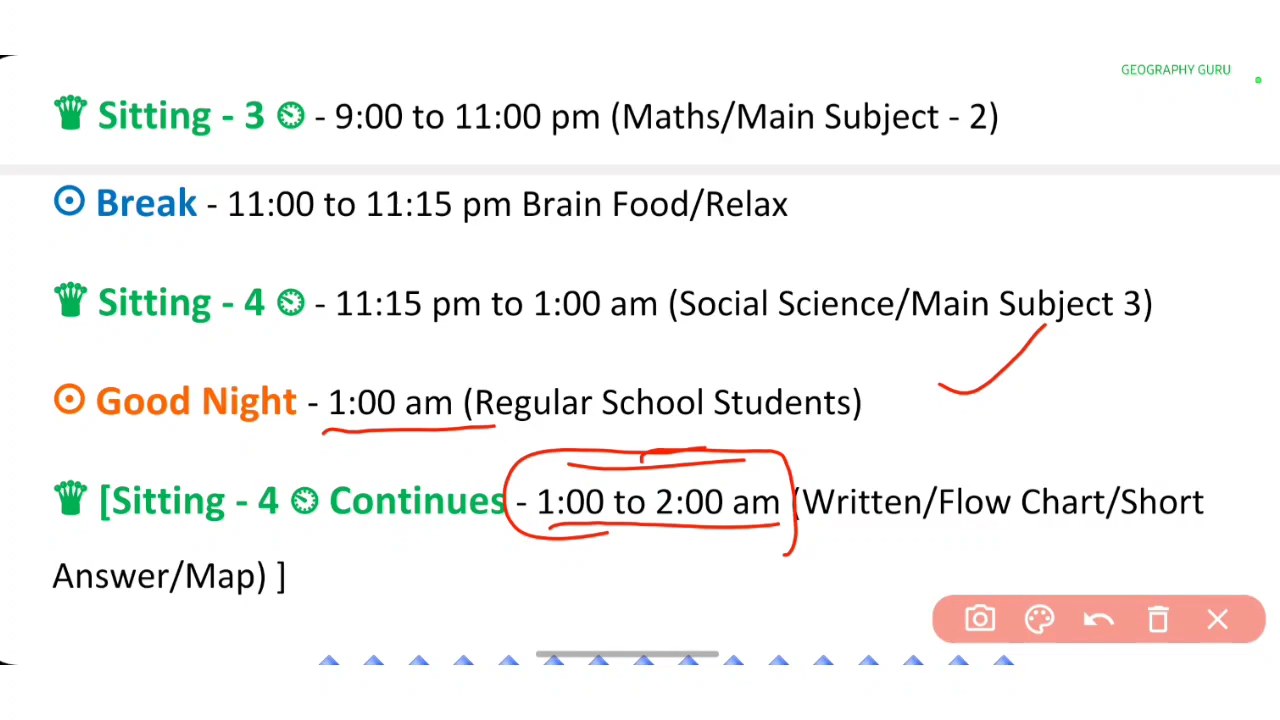 GEOGRAPHY GURU
Sitting - 3 - 9:00 to 11:00 pm (Maths/Main Subject - 2)
Break - 11:00 to 11:15 pm Brain Food/Relax
Sitting - 4 - 11:15 pm to 1:00 am (Social Science/Main Subject 3)
Good Night - 1:00 am (Regular School Students)
[Sitting - 4 Continues - 1:00 to 2:00 am (Written/Flow Chart/Short
Answer/Map) ]